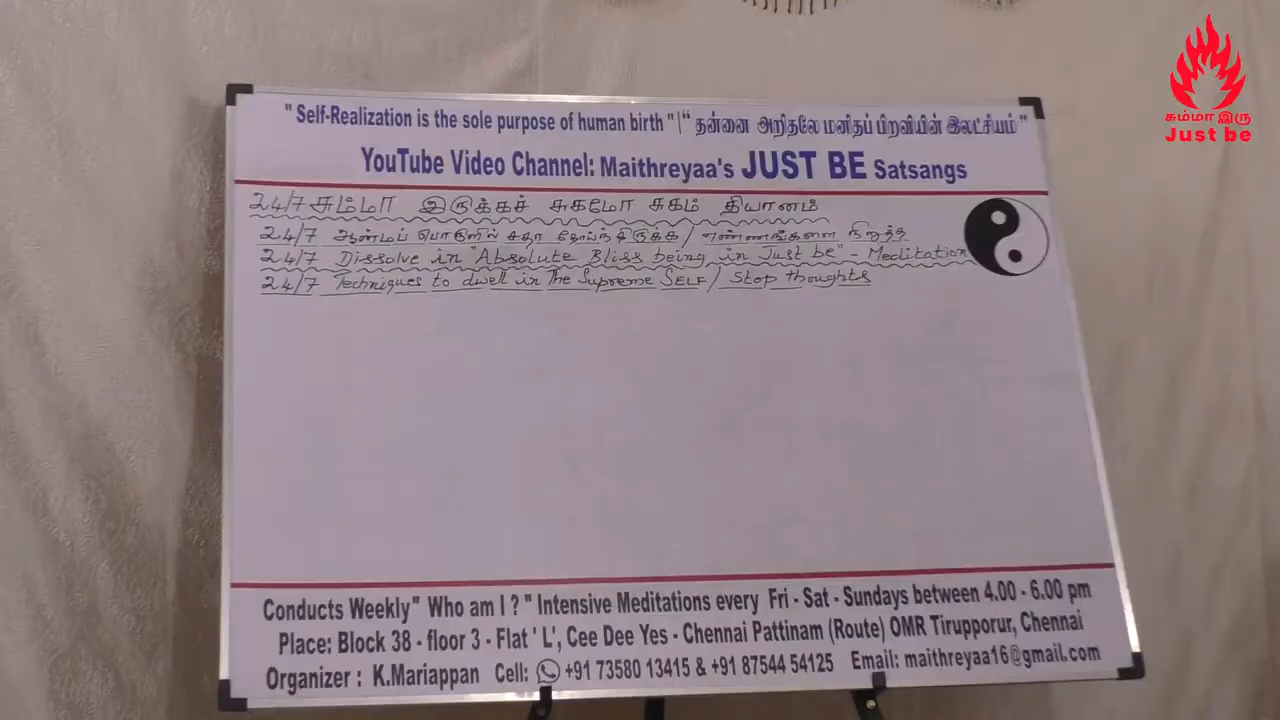 " Self-Realization is the sole purpose of human birth " | “ தன்னை அறிதலே மனிதப் பிறவியின் இலட்சியம் ”
YouTube Video Channel: Maithreyaa's JUST BE Satsangs
24/7 சும்மா இருக்கச் சுகமோ சுகம் தியானம்
24/7 ஆன்மப் பொருளில் சதா தோய்ந்திருக்க / எண்ணங்களை நிறுத்த
24/7 Dissolve in "Absolute Bliss being in Just be" - Meditation
24/7 Techniques to dwell in The Supreme SELF / Stop thoughts
Conducts Weekly " Who am I ? " Intensive Meditations every Fri - Sat - Sundays between 4.00 - 6.00 pm
Place: Block 38 - floor 3 - Flat ' L', Cee Dee Yes - Chennai Pattinam (Route) OMR Tirupporur, Chennai
Organizer : K.Mariappan Cell: +91 73580 13415 & +91 87544 54125 Email: maithreyaa16@gmail.com
சும்மா இரு
Just be